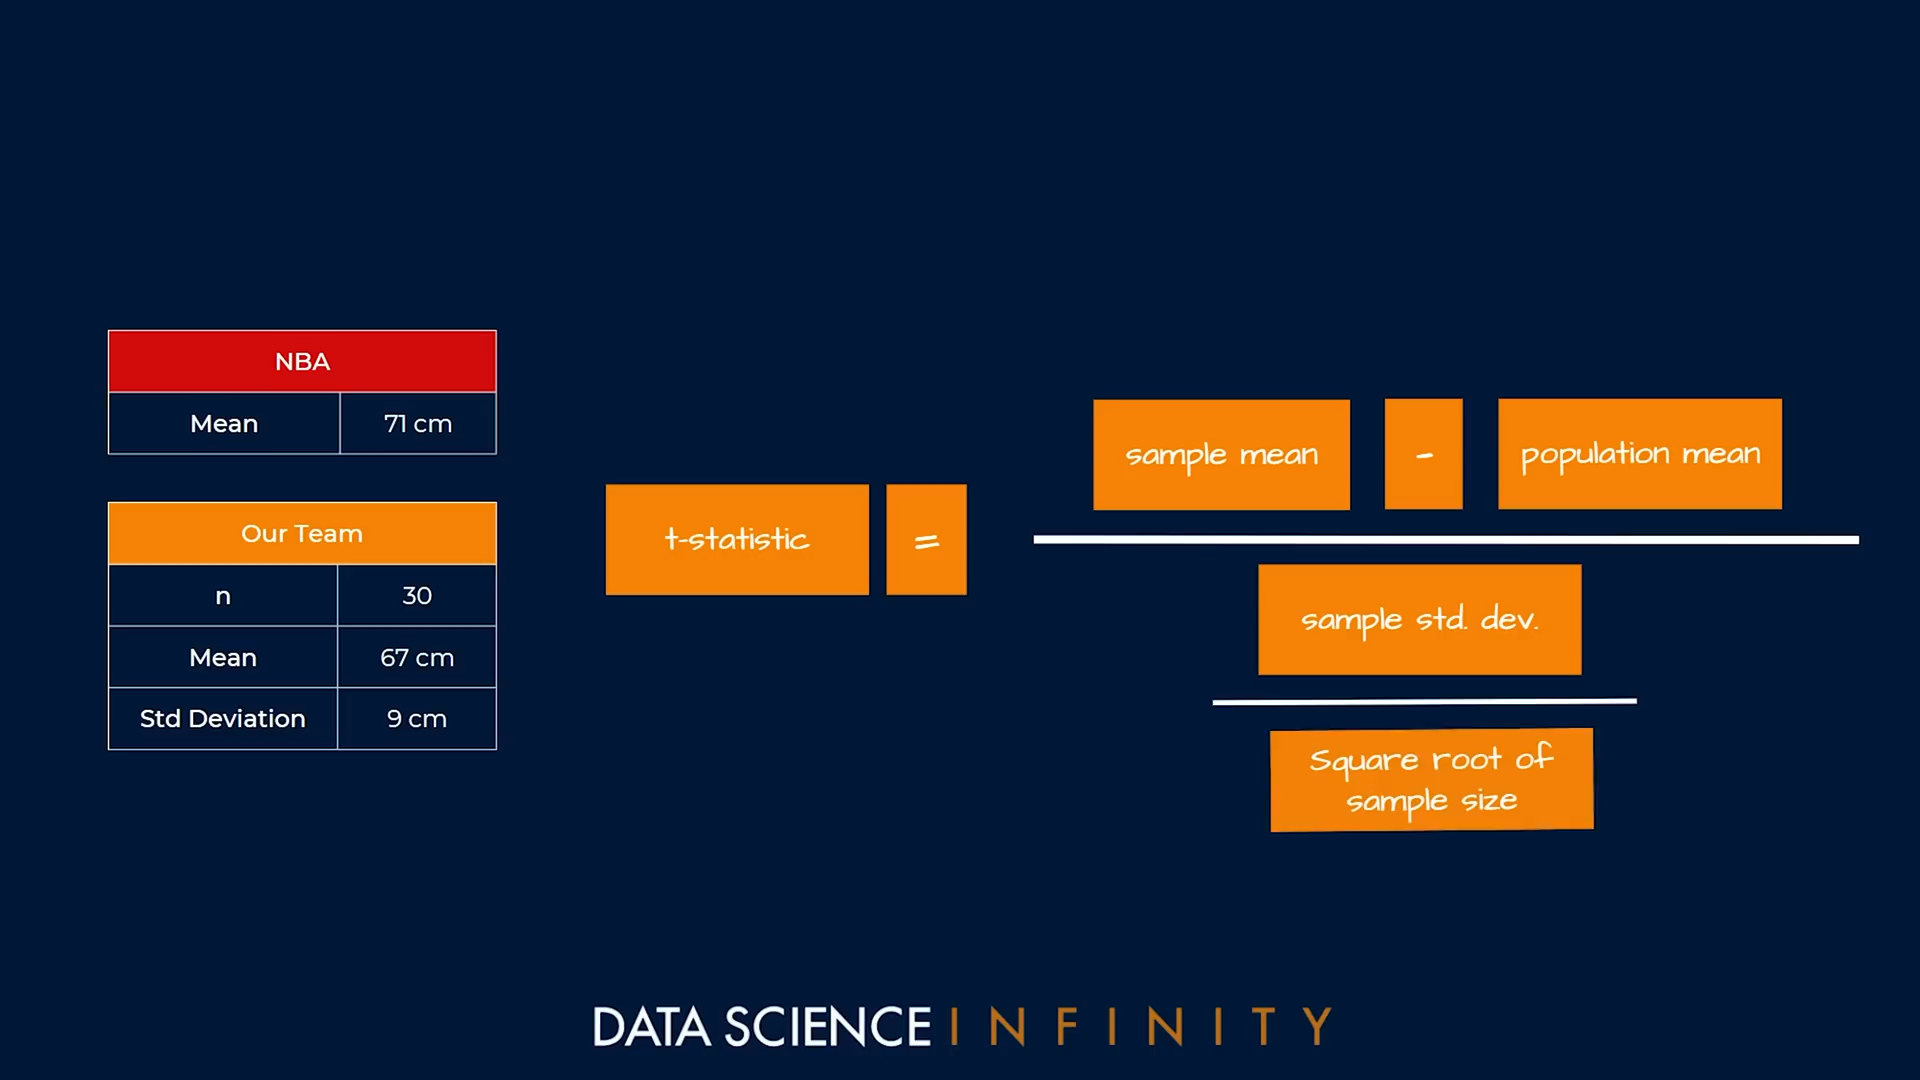 NBA
Mean 71 cm
Our Team
n 30
Mean 67 cm
Std Deviation 9 cm
t-statistic =
sample mean - population mean
sample std. dev.
Square root of
sample size
DATA SCIENCE INFINITY